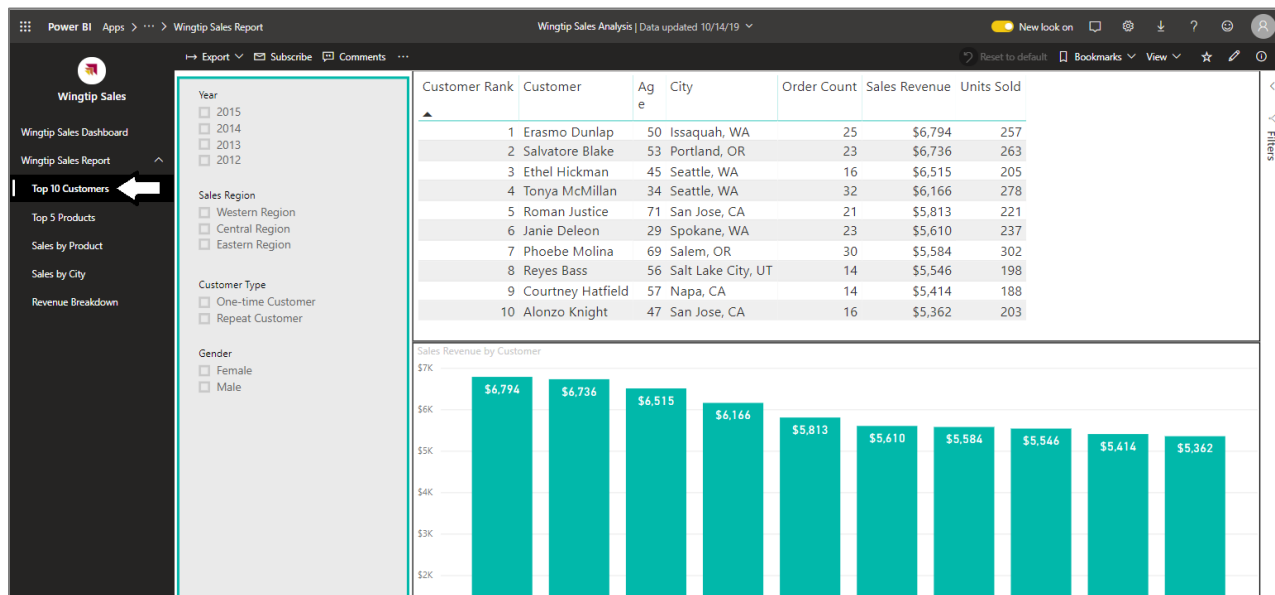 Power BI Apps > ··· > Wingtip Sales Report
Wingtip Sales Analysis | Data updated 10/14/19
New look on
?
Wingtip Sales
Wingtip Sales Dashboard
Wingtip Sales Report
Top 10 Customers
Top 5 Products
Sales by Product
Sales by City
Revenue Breakdown
Export Subscribe Comments ···
Reset to default Bookmarks View
Year
2015
2014
2013
2012
Sales Region
Western Region
Central Region
Eastern Region
Customer Type
One-time Customer
Repeat Customer
Gender
Female
Male
Customer Rank Customer Ag City Order Count Sales Revenue Units Sold
e
1 Erasmo Dunlap 50 Issaquah, WA 25 $6,794 257
2 Salvatore Blake 53 Portland, OR 23 $6,736 263
3 Ethel Hickman 45 Seattle, WA 16 $6,515 205
4 Tonya McMillan 34 Seattle, WA 32 $6,166 278
5 Roman Justice 71 San Jose, CA 21 $5,813 221
6 Janie Deleon 29 Spokane, WA 23 $5,610 237
7 Phoebe Molina 69 Salem, OR 30 $5,584 302
8 Reyes Bass 56 Salt Lake City, UT 14 $5,546 198
9 Courtney Hatfield 57 Napa, CA 14 $5,414 188
10 Alonzo Knight 47 San Jose, CA 16 $5,362 203
Filters
Sales Revenue by Customer
$7K
$6K
$5K
$4K
$3K
$2K
$6,794
$6,736
$6,515
$6,166
$5,813
$5,610
$5,584
$5,546
$5,414
$5,362